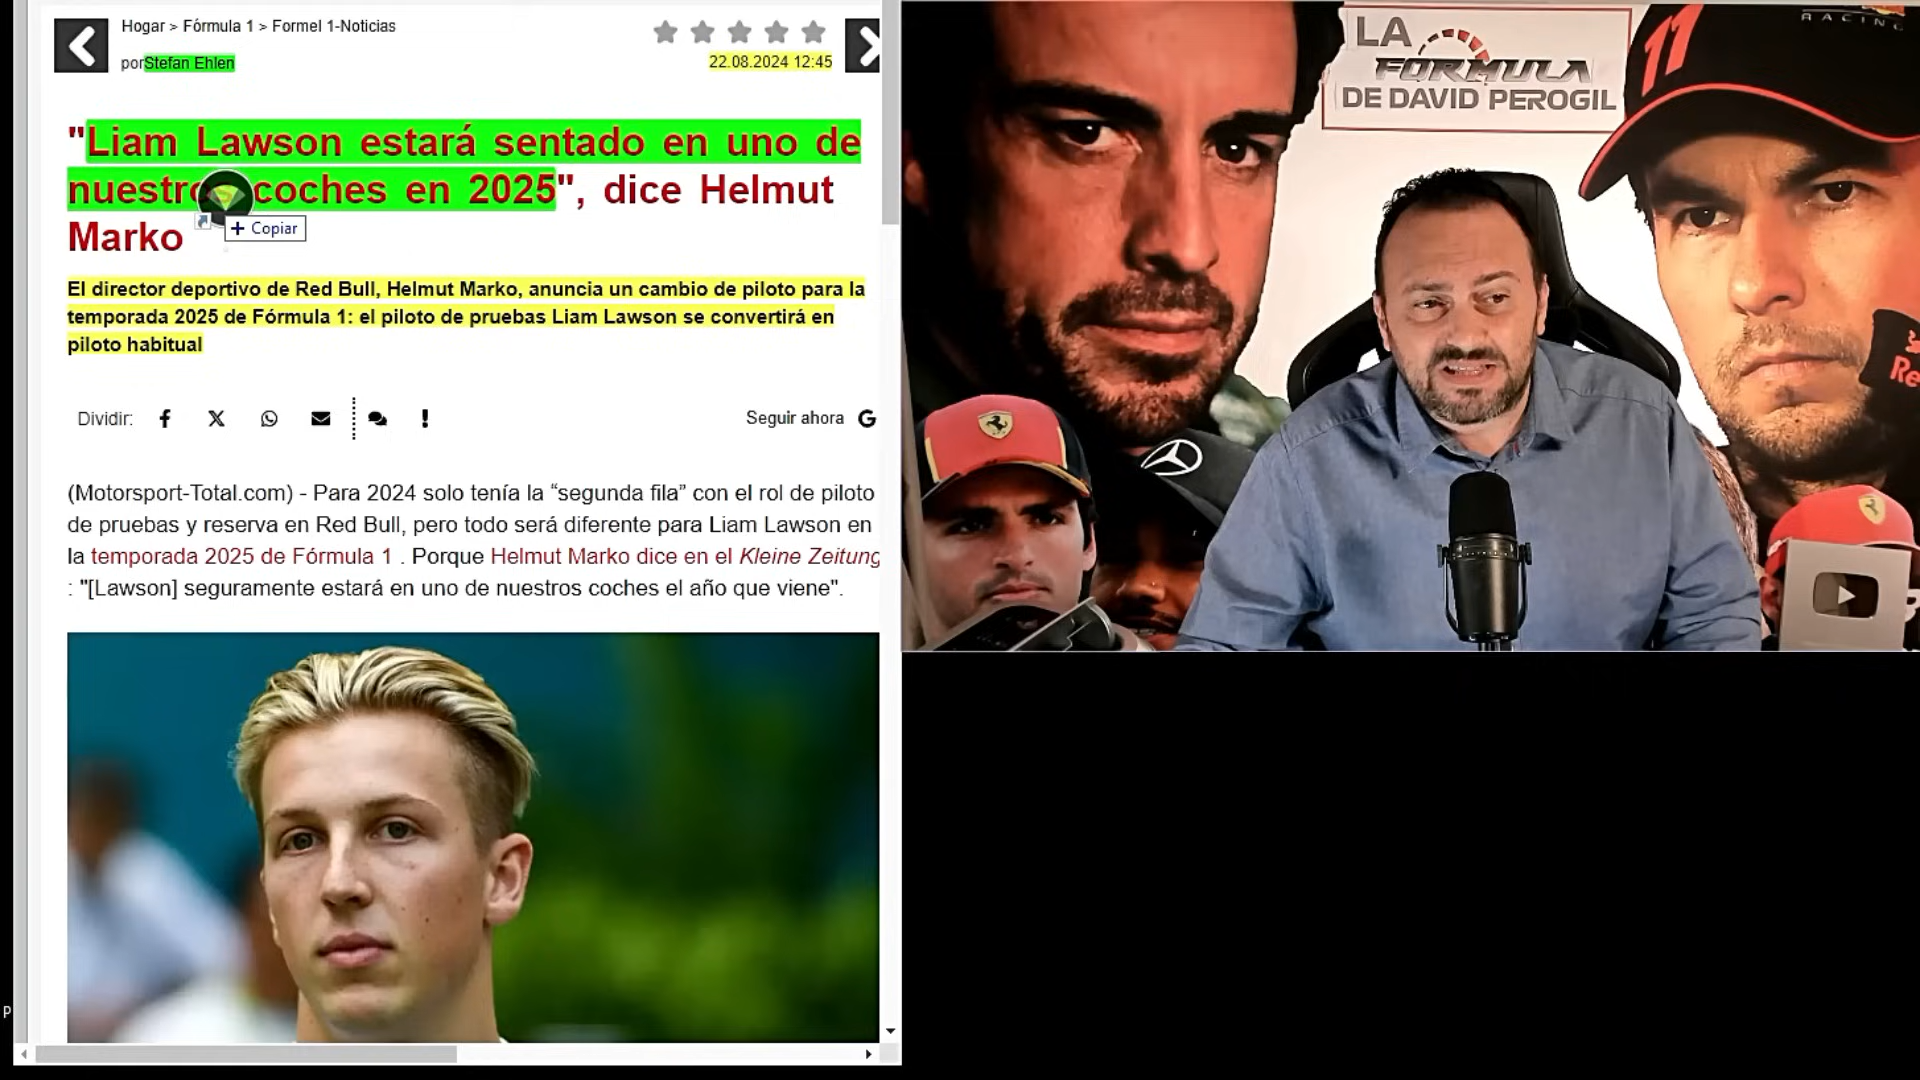 Hogar > Fórmula 1 > Formel 1-Noticias
porStefan Ehlen
22.08.2024 12:45
"Liam Lawson estará sentado en uno de
coches en 2025", dice Helmut
Marko
+ Copiar
El director deportivo de Red Bull, Helmut Marko, anuncia un cambio de piloto para la
temporada 2025 de Fórmula 1: el piloto de pruebas Liam Lawson se convertirá en
piloto habitual
Dividir:
Seguir ahora G
(Motorsport-Total.com) - Para 2024 solo tenía la “segunda fila” con el rol de piloto
de pruebas y reserva en Red Bull, pero todo será diferente para Liam Lawson en
la temporada 2025 de Fórmula 1 . Porque Helmut Marko dice en el Kleine Zeitung
: "[Lawson] seguramente estará en uno de nuestros coches el año que viene".
P
LA
FORMULA
DE DAVID PEROGIL
11
RACING
Re